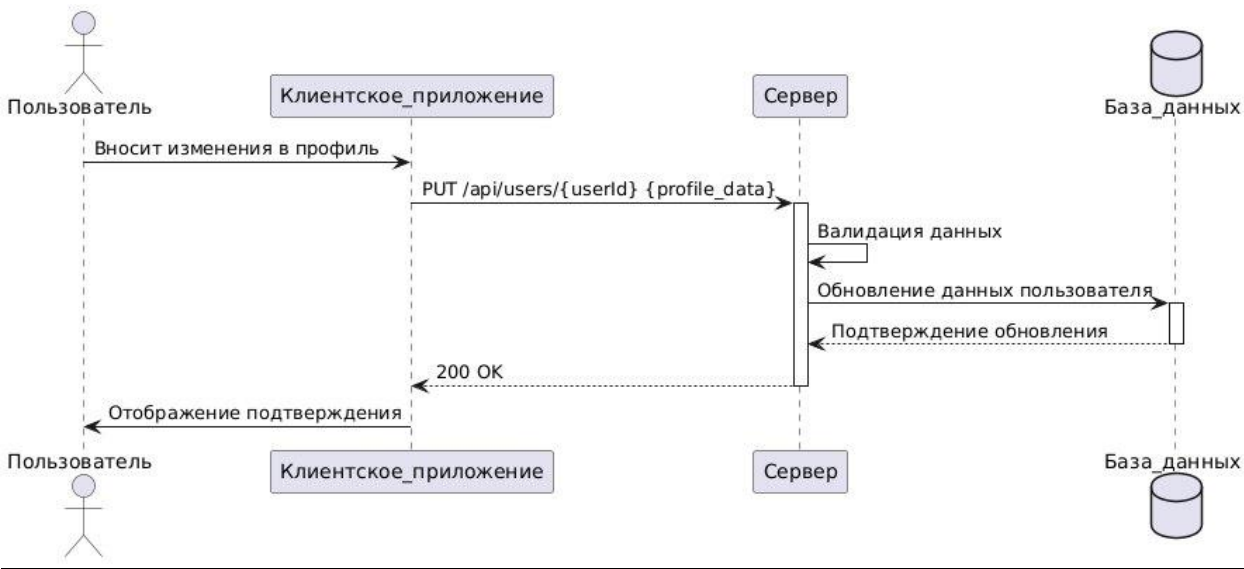 Пользователь
Клиентское_приложение
Сервер
База_данных
Вносит изменения в профиль
PUT /api/users/{userId} {profile_data}
Валидация данных
Обновление данных пользователя
Подтверждение обновления
200 OK
Отображение подтверждения
Пользователь
Клиентское_приложение
Сервер
База_данных